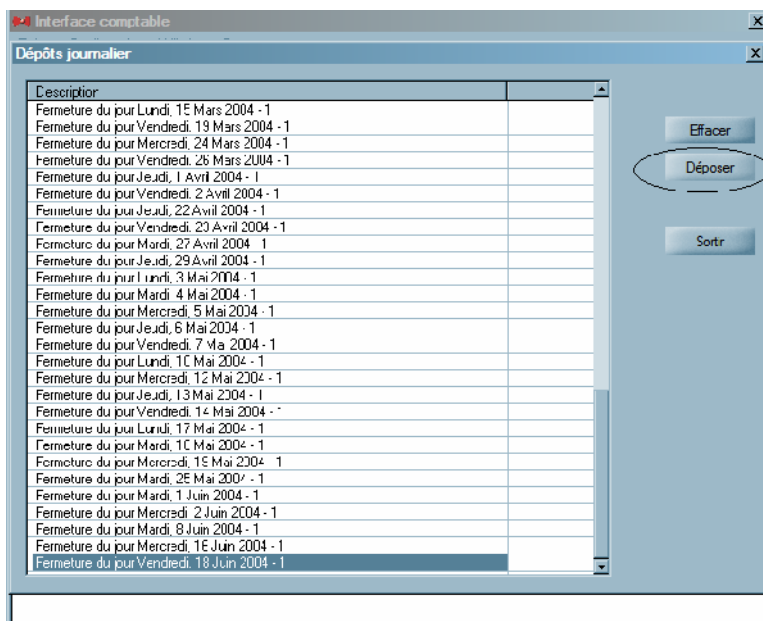 Interface comptable
Dépôts journalier
Description
Fermeture du jour Lundi, 15 Mars 2004 - 1
Fermeture du jour Vendredi. 19 Mars 2004 - 1
Fermeture du jour Mercredi, 24 Mars 2004 - 1
Fermeture du jour Vendredi. 26 Mars 2004 - 1
Fermeture du jour Jeudi, 1 Avril 2004 - 1
Fermeture du jour Vendredi. 2 Avril 2004 - 1
Fermeture du jour Jeudi, 22 Avril 2004 - 1
Fermeture du jour Vendredi. 23 Avril 2004 - 1
Fermeture du jour Mardi, 27 Avril 2004 - 1
Fermeture du jour Jeudi, 29 Avril 2004 - 1
Fermeture du jour Lundi, 3 Mai 2004 - 1
Fermeture du jour Mardi 4 Mai 2004 - 1
Fermeture du jour Mercredi, 5 Mai 2004 - 1
Fermeture du jour Jeudi, 6 Mai 2004 - 1
Fermeture du jour Vendredi. 7 Mai 2004 - 1
Fermeture du jour Lundi, 10 Mai 2004 - 1
Fermeture du jour Mercredi, 12 Mai 2004 - 1
Fermeture du jour Jeudi, 13 Mai 2004 - 1
Fermeture du jour Vendredi. 14 Mai 2004 - 1
Fermeture du jour Lundi, 17 Mai 2004 - 1
Fermeture du jour Mardi, Mai 2004 - 1
Fermeture du jour Mercredi, 19 Mai 2004 - 1
Fermeture du jour Mardi, 25 Mai 2004 - 1
Fermeture du jour Mardi, 1 Juin 2004 - 1
Fermeture du jour Mercredi 2 Juin 2004 - 1
Fermeture du jour Mardi, 8 Juin 2004 - 1
Fermeture du jour Mercredi, 16 Juin 2004 - 1
Fermeture du jour Vendredi. 18 Juin 2004 - 1
Effacer
Déposer
Sortir